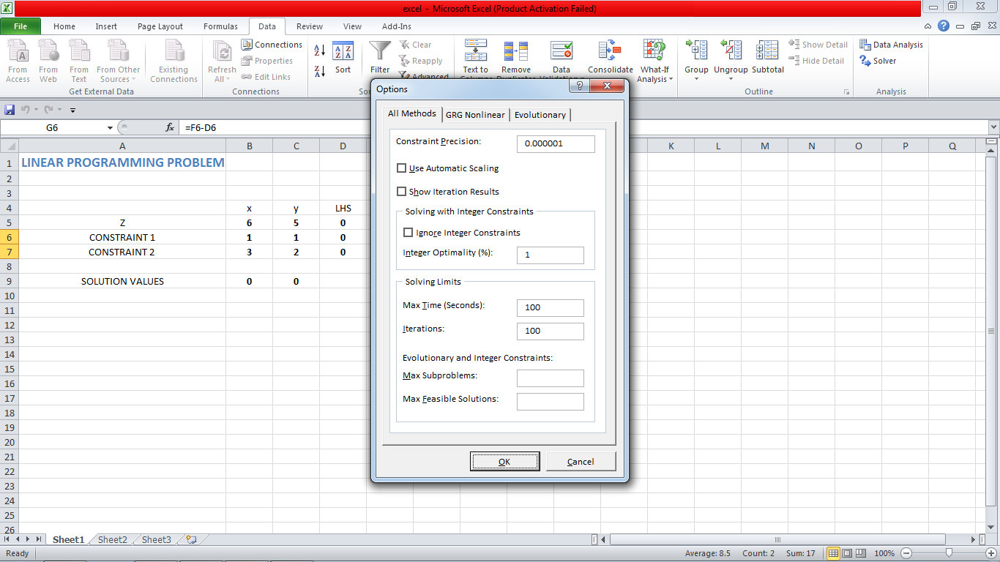 excel - Microsoft Excel (Product Activation Failed)
File Home Insert Page Layout Formulas Data Review View Add-Ins
From Access
From Web
From Text
From Other Sources
Existing Connections
Get External Data
Refresh All
Connections
Properties
Edit Links
Connections
Sort
Filter
Clear
Reapply
Advanced
Text to
Remove
Data
Consolidate
What-If Analysis
Group
Ungroup
Subtotal
Show Detail
Hide Detail
Outline
Data Analysis
Solver
Analysis
G6 fx =F6-D6
A B C D K L M N O P Q
1 LINEAR PROGRAMMING PROBLEM
2
3
4 x y LHS
5 Z 6 5 0
6 CONSTRAINT 1 1 1 0
7 CONSTRAINT 2 3 2 0
8
9 SOLUTION VALUES 0 0
10
11
12
13
14
15
16
17
18
19
20
21
22
23
24
25
26
Options
All Methods GRG Nonlinear Evolutionary
Constraint Precision: 0.000001
Use Automatic Scaling
Show Iteration Results
Solving with Integer Constraints
Ignore Integer Constraints
Integer Optimality (%): 1
Solving Limits
Max Time (Seconds): 100
Iterations: 100
Evolutionary and Integer Constraints:
Max Subproblems:
Max Feasible Solutions:
OK Cancel
Sheet1 Sheet2 Sheet3
Ready Average: 8.5 Count: 2 Sum: 17 100%